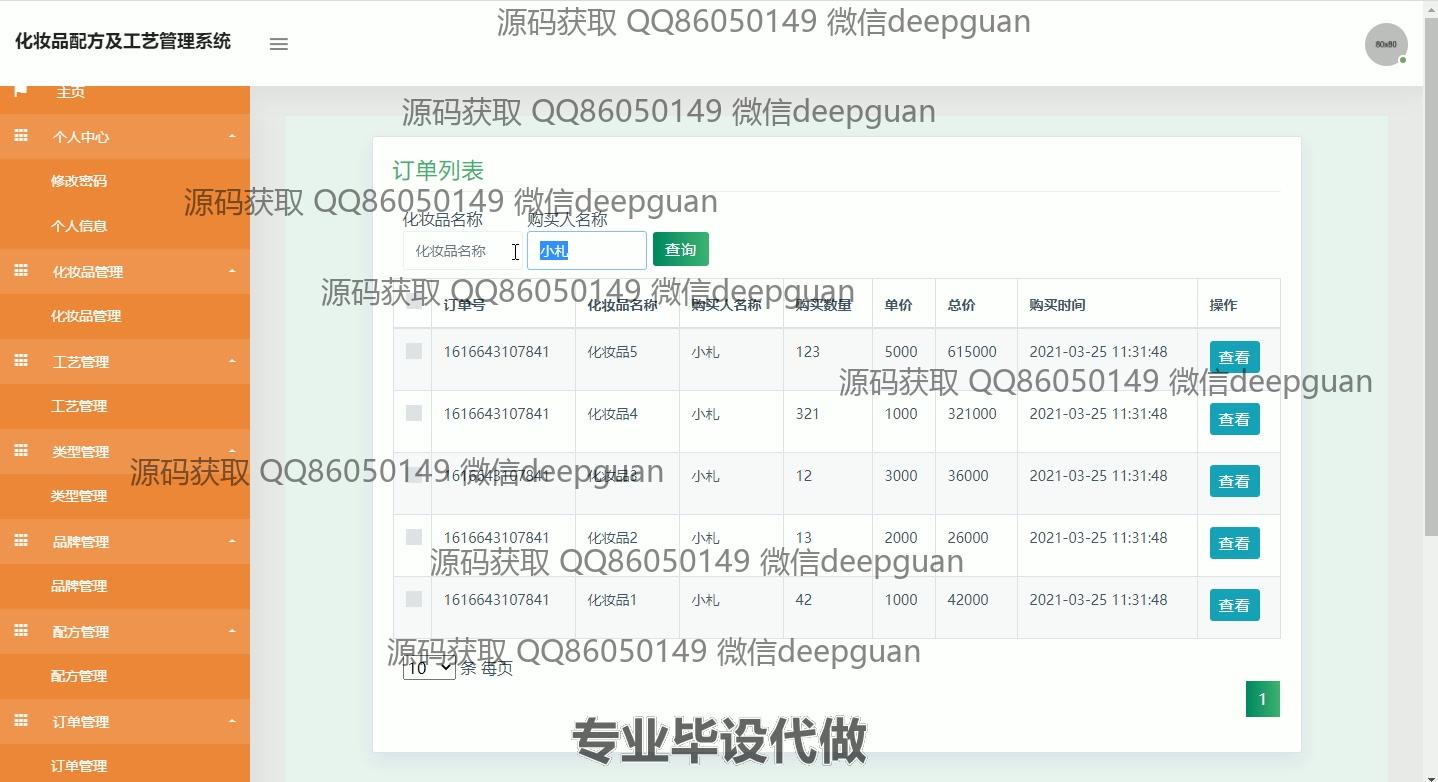 源码获取 QQ86050149 微信deepguan
化妆品配方及工艺管理系统
80x80
主页
源码获取 QQ86050149 微信deepguan
个人中心
订单列表
修改密码
源码获取 QQ86050149 微信deepguan
化妆品名称 购买人名称
个人信息
化妆品名称 小札 查询
化妆品管理
源码获取 QQ86050149 微信deepguan
订单号 化妆品名称 购买人名称 购买数量 单价 总价 购买时间 操作
化妆品管理
1616643107841 化妆品5 小札 123 5000 615000 2021-03-25 11:31:48 查看
工艺管理
源码获取 QQ86050149 微信deepguan
工艺管理
1616643107841 化妆品4 小札 321 1000 321000 2021-03-25 11:31:48 查看
类型管理
源码获取 QQ86050149 微信deepguan
1616643107841 化妆品3 小札 12 3000 36000 2021-03-25 11:31:48 查看
类型管理
品牌管理
1616643107841 化妆品2 小札 13 2000 26000 2021-03-25 11:31:48 查看
源码获取 QQ86050149 微信deepguan
品牌管理
1616643107841 化妆品1 小札 42 1000 42000 2021-03-25 11:31:48 查看
配方管理
源码获取 QQ86050149 微信deepguan
10 条 每页
配方管理
1
订单管理
专业毕设代做
订单管理